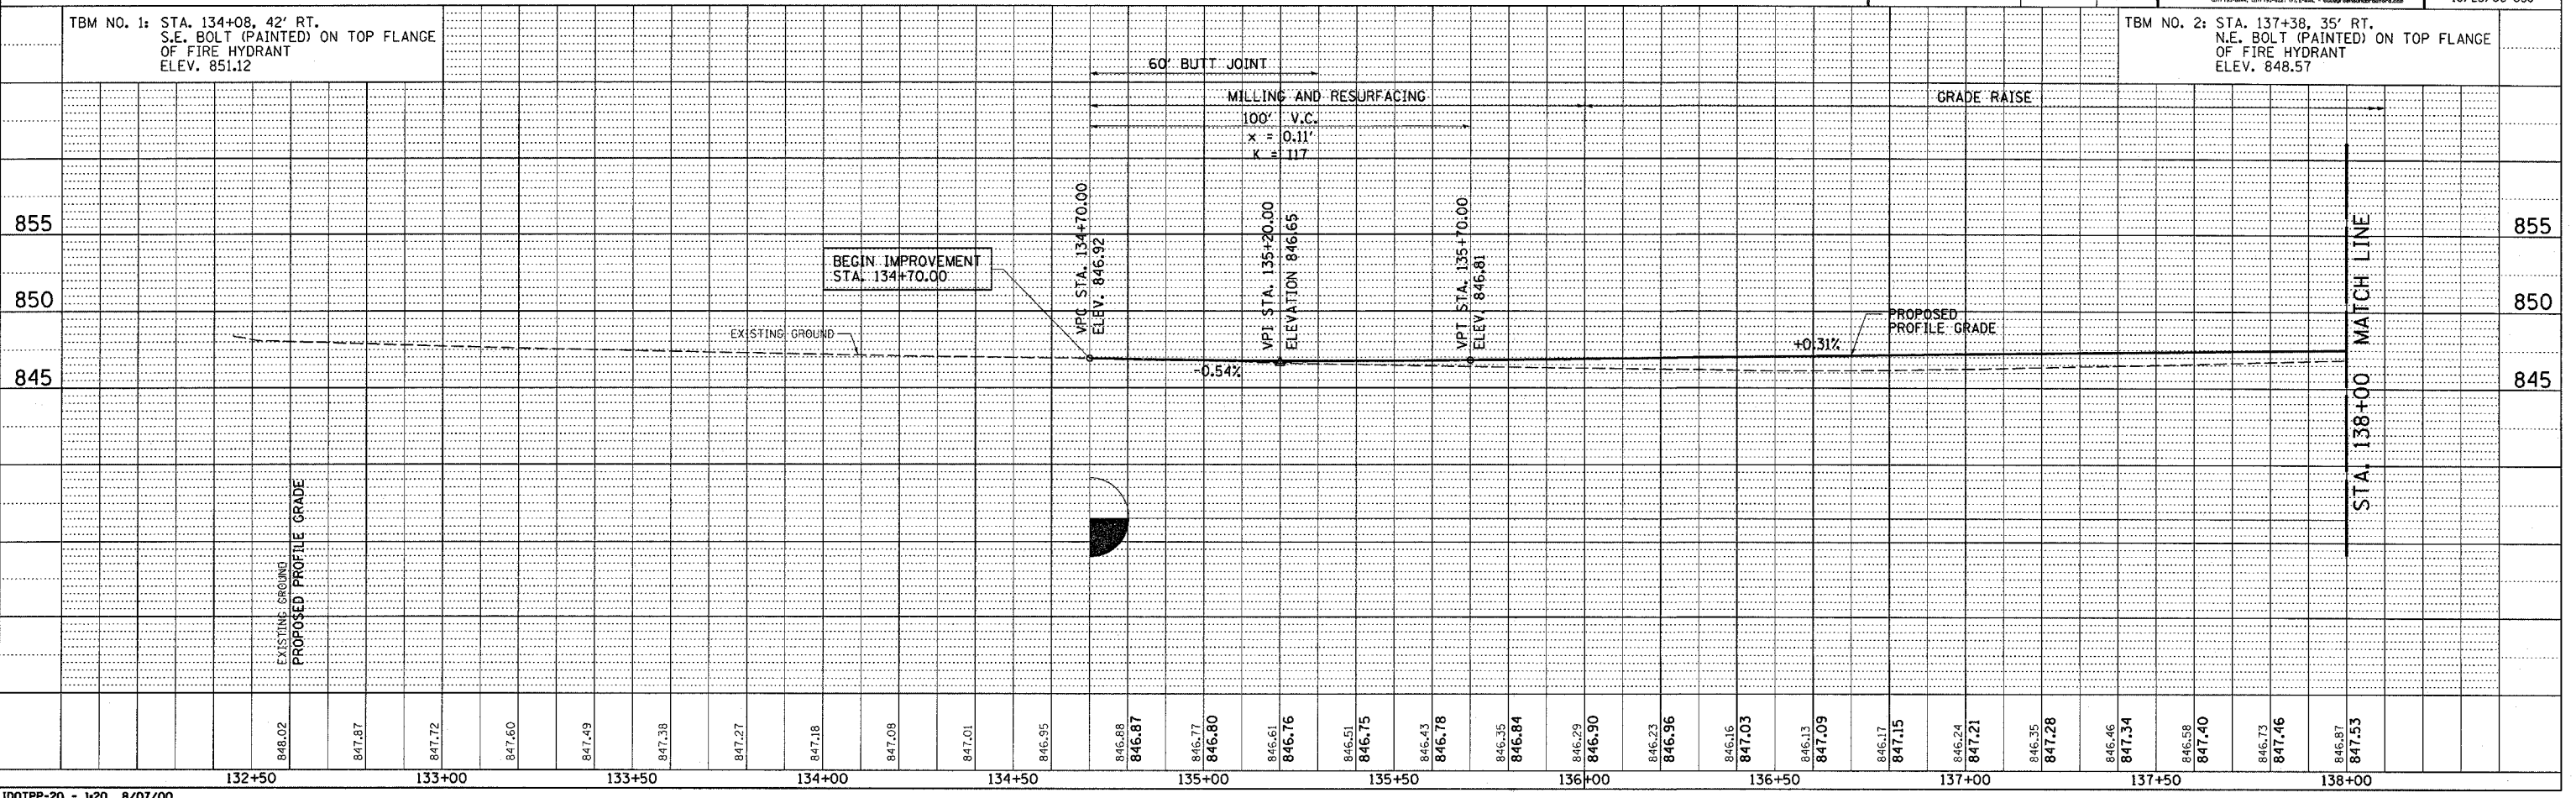 TBM NO. 1: STA. 134+08, 42' RT.
S.E. BOLT (PAINTED) ON TOP FLANGE
OF FIRE HYDRANT
ELEV. 851.12
TBM NO. 2: STA. 137+38, 35' RT.
N.E. BOLT (PAINTED) ON TOP FLANGE
OF FIRE HYDRANT
ELEV. 848.57
60' BUTT JOINT
MILLING AND RESURFACING
GRADE RAISE
100' V.C.
x = 0.11'
K = 117
855
850
845
BEGIN IMPROVEMENT
STA. 134+70.00
VPC STA. 134+70.00
ELEV. 846.92
VPI STA. 135+20.00
ELEVATION 846.65
VPT STA. 135+70.00
ELEV. 846.81
EXISTING GROUND
-0.54%
+0.31%
PROPOSED
PROFILE GRADE
STA. 138+00 MATCH LINE
855
850
845
EXISTING GROUND
PROPOSED PROFILE GRADE
848.02
847.87
847.72
847.60
847.49
847.38
847.27
847.18
847.08
847.01
846.95
846.88
846.87
846.77
846.80
846.61
846.76
846.51
846.75
846.43
846.78
846.35
846.84
846.29
846.90
846.23
846.96
846.16
847.03
846.13
847.09
846.17
847.15
846.24
847.21
846.35
847.28
846.46
847.34
846.58
847.40
846.73
847.46
846.87
847.53
132+50
133+00
133+50
134+00
134+50
135+00
135+50
136+00
136+50
137+00
137+50
138+00
IDOTPP-20 - 1:20 8/07/00